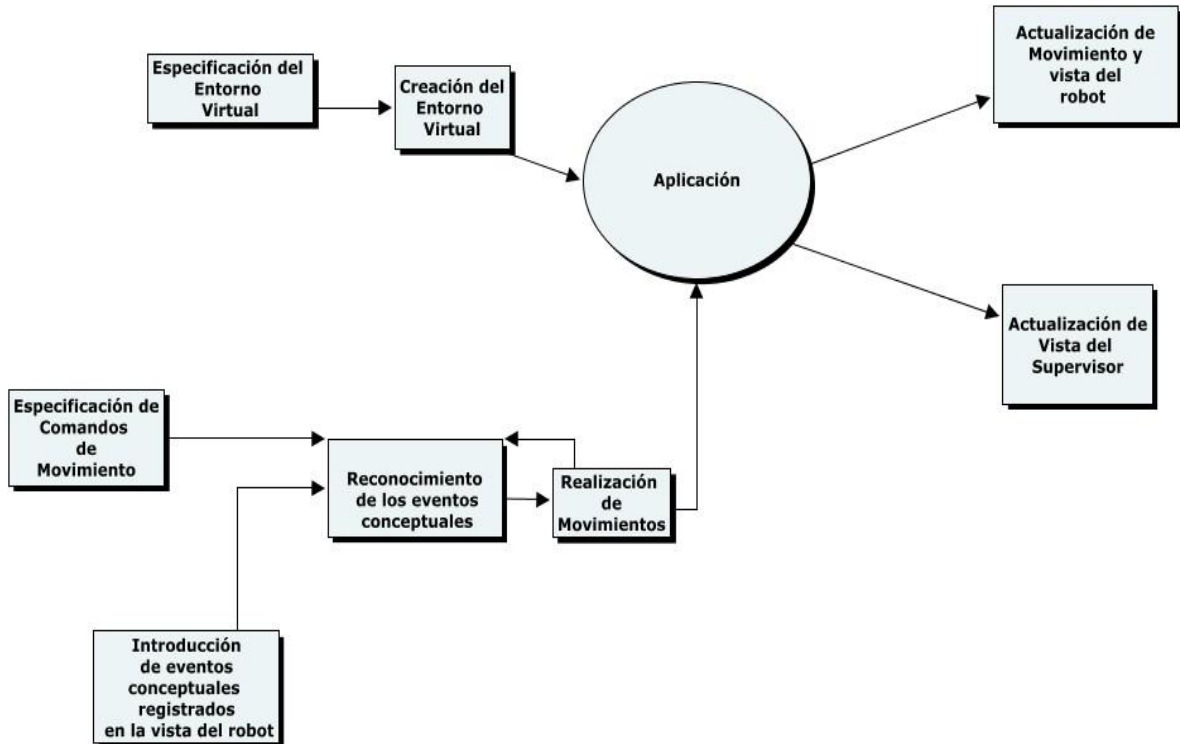 Especificación del
Entorno
Virtual
Creación del
Entorno
Virtual
Aplicación
Actualización de
Movimiento y
vista del
robot
Actualización de
Vista del
Supervisor
Especificación de
Comandos
de
Movimiento
Reconocimiento
de los eventos
conceptuales
Realización
de
Movimientos
Introducción
de eventos
conceptuales
registrados
en la vista del robot